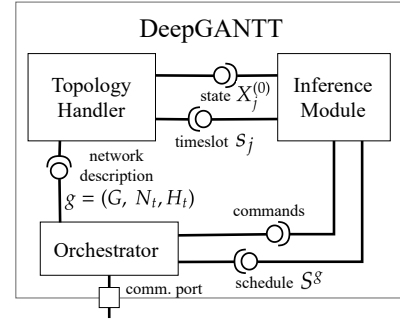 DeepGANTT
Topology
Handler
Inference
Module
state X_j^{(0)}
timeslot s_j
network
description
g = (G, N_t, H_t)
commands
Orchestrator
schedule S^g
comm. port